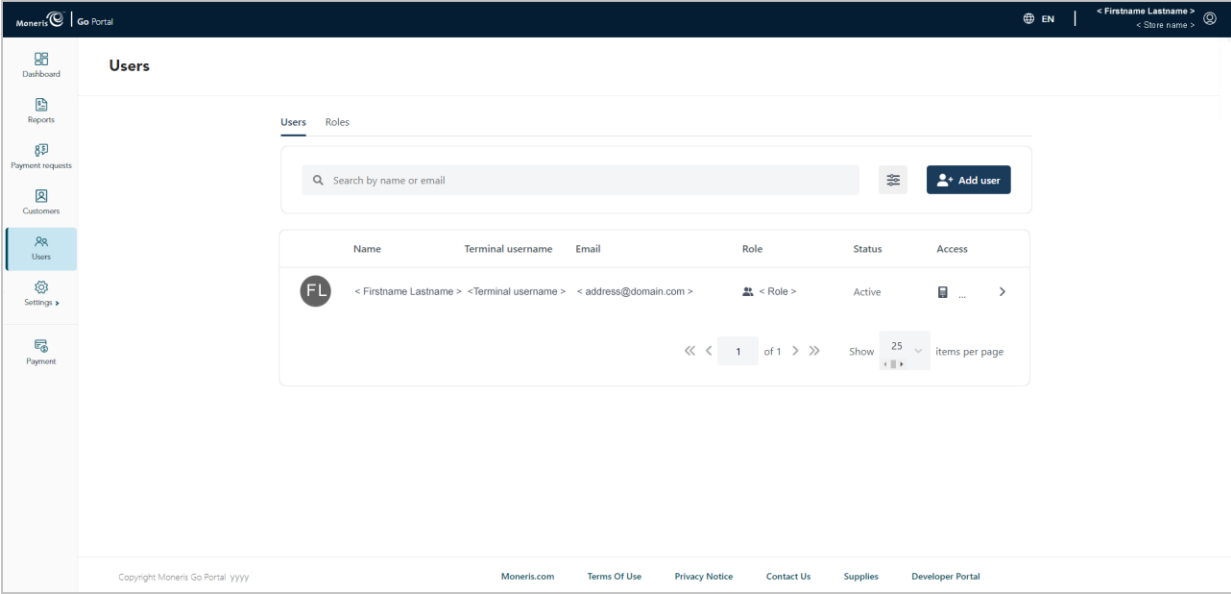 Moneris Go Portal
EN
< Firstname Lastname >
< Store name >
Dashboard
Reports
Payment requests
Customers
Users
Settings
Payment
Users
Users Roles
Search by name or email
Add user
Name Terminal username Email Role Status Access
FL < Firstname Lastname > <Terminal username > < address@domain.com > < Role > Active ...
1 of 1 Show 25 items per page
Copyright Moneris Go Portal yyyy Moneris.com Terms Of Use Privacy Notice Contact Us Supplies Developer Portal